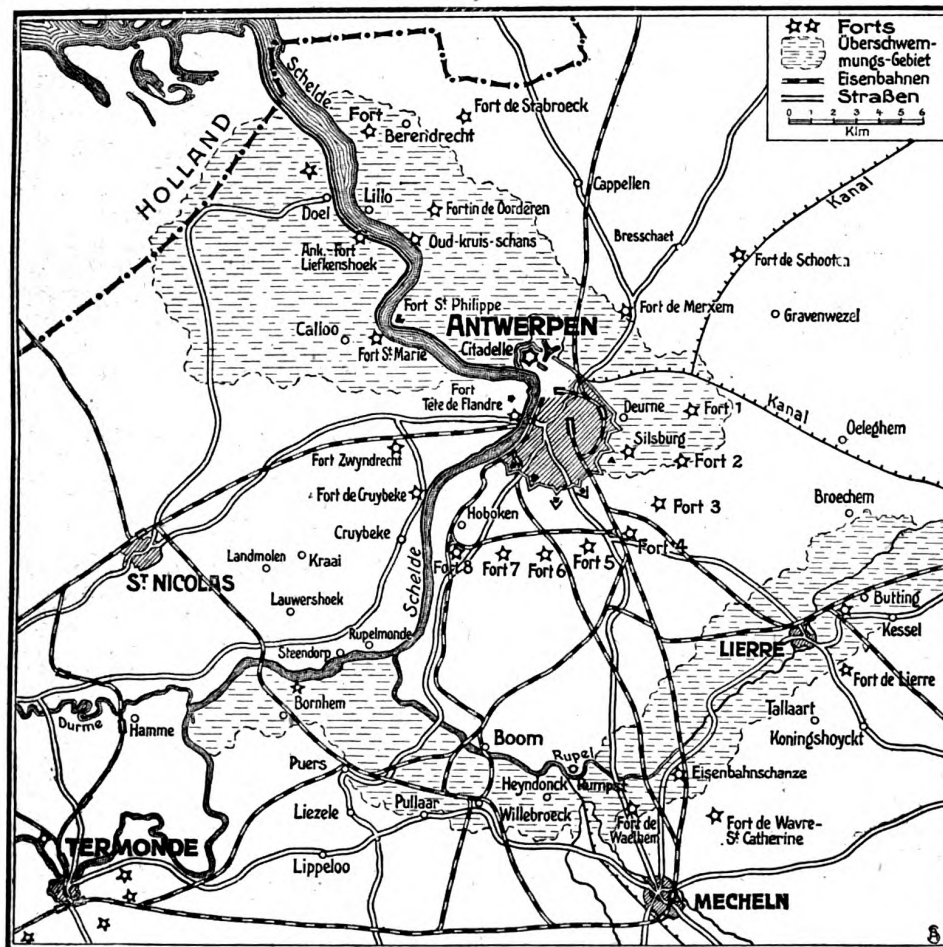 Forts
Überschwem-
mungs-Gebiet
Eisenbahnen
Straßen
0 1 2 3 4 5 6
Klm
Schelde
HOLLAND
Fort de Stabroeck
Fort
Berendrecht
Cappellen
Kanal
Doel
Lillo
Fort in de Oorderen
Bresschaet
Ank.-Fort
Liefkenshoek
Oud-kruis-schans
Fort de Schooten
Fort St Philippe
Fort de Merxem
Gravenwezel
ANTWERPEN
Calloo
Fort St Marie
Citadelle
Fort
Tête de Flandre
Deurne
Fort 1
Kanal
Oeleghem
Silsburg
Fort 2
Fort Zwyndrecht
Fort de Cruybeke
Fort 3
Broechem
Hoboken
Cruybeke
Fort 4
Landmolen
Kraai
Fort 8
Fort 7
Fort 6
Fort 5
ST. NICOLAS
Schelde
Butting
Lauwershoek
Kessel
Rupelmonde
LIERRE
Steendorp
Fort de Lierre
Bornhem
Durme
Hamme
Tallaart
Koningshoyckt
Boom
Rupel
Puers
Heyndonck
Rumpst
Eisenbahnschanze
Liezele
Pullaar
Willebroeck
Fort de
Waelhem
Fort de Wavre-
St. Catherine
TERMONDE
Lippeloo
MECHELN